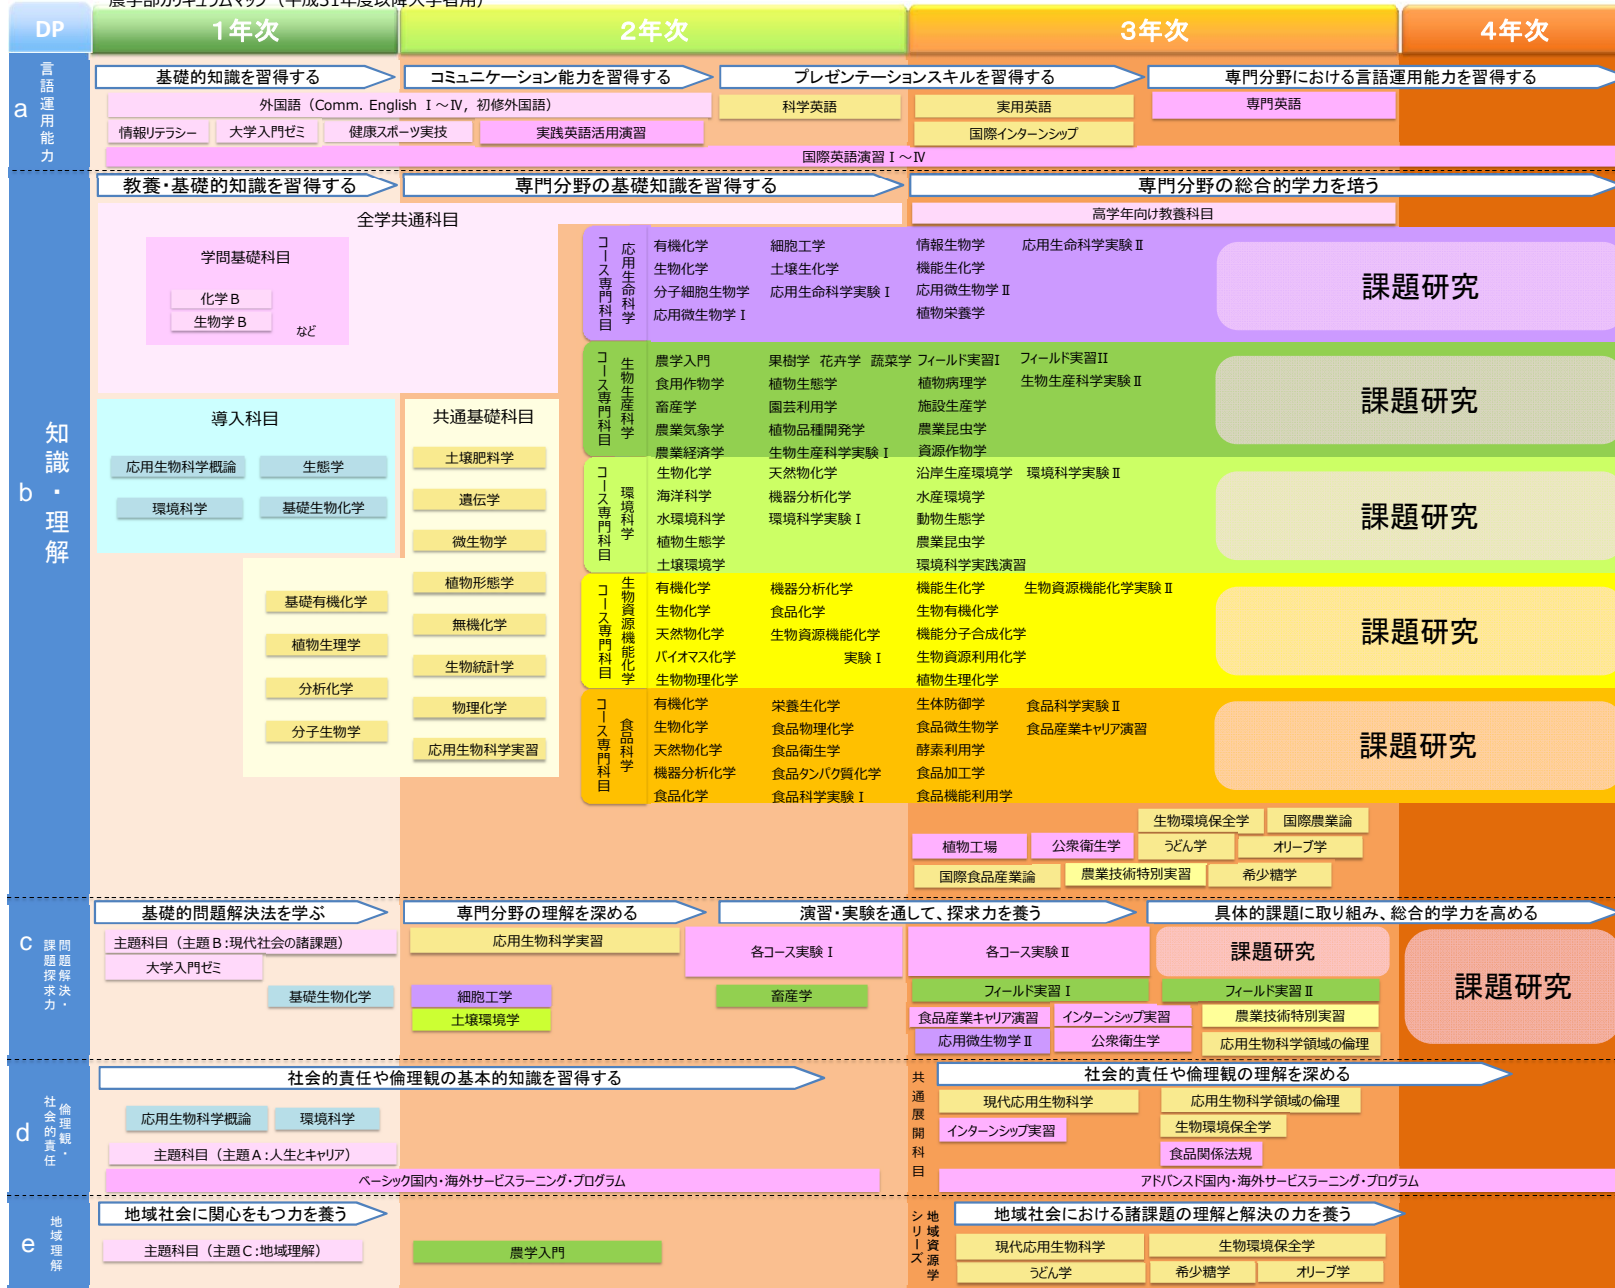 農学部カリキュラムマップ（平成31年度以降入学者用）
DP
1年次
2年次
3年次
4年次
a 言語運用能力
基礎的知識を習得する
コミュニケーション能力を習得する
プレゼンテーションスキルを習得する
専門分野における言語運用能力を習得する
外国語（Comm. English Ⅰ～Ⅳ，初修外国語）
科学英語
実用英語
専門英語
情報リテラシー
大学入門ゼミ
健康スポーツ実技
実践英語活用演習
国際インターンシップ
国際英語演習Ⅰ～Ⅳ
b 知識・理解
教養・基礎的知識を習得する
専門分野の基礎知識を習得する
専門分野の総合的学力を培う
全学共通科目
高学年向け教養科目
学問基礎科目
化学B
生物学B
など
導入科目
応用生物科学概論
生態学
環境科学
基礎生物化学
共通基礎科目
土壌肥料学
遺伝学
微生物学
植物形態学
無機化学
生物統計学
物理化学
応用生物科学実習
基礎有機化学
植物生理学
分析化学
分子生物学
応用生命科学
コース専門科目
有機化学 細胞工学 情報生物学 応用生命科学実験Ⅱ
生物化学 土壌生化学 機能生化学
分子細胞生物学 応用生命科学実験Ⅰ 応用微生物学Ⅱ
応用微生物学Ⅰ 植物栄養学
課題研究
生物生産科学
コース専門科目
農学入門 果樹学 花卉学 蔬菜学 フィールド実習I フィールド実習II
食用作物学 植物生態学 植物病理学 生物生産科学実験Ⅱ
畜産学 園芸利用学 施設生産学
農業気象学 植物品種開発学 農業昆虫学
農業経済学 生物生産科学実験Ⅰ 資源作物学
課題研究
環境科学
コース専門科目
生物化学 天然物化学 沿岸生産環境学 環境科学実験Ⅱ
海洋科学 機器分析化学 水産環境学
水環境科学 環境科学実験Ⅰ 動物生態学
植物生態学 農業昆虫学
土壌環境学 環境科学実践演習
課題研究
生物資源機能化学
コース専門科目
有機化学 機器分析化学 機能生化学 生物資源機能化学実験Ⅱ
生物化学 食品化学 生物有機化学
天然物化学 生物資源機能化学 機能分子合成化学
バイオマス化学 実験Ⅰ 生物資源利用化学
生物物理化学 植物生理化学
課題研究
食品科学
コース専門科目
有機化学 栄養生化学 生体防御学 食品科学実験Ⅱ
生物化学 食品物理化学 食品微生物学 食品産業キャリア演習
天然物化学 食品衛生学 酵素利用学
機器分析化学 食品タンパク質化学 食品加工学
食品化学 食品科学実験Ⅰ 食品機能利用学
課題研究
生物環境保全学
国際農業論
植物工場
公衆衛生学
うどん学
オリーブ学
国際食品産業論
農業技術特別実習
希少糖学
c 問題解決・課題探求力
基礎的問題解決法を学ぶ
専門分野の理解を深める
演習・実験を通して、探求力を養う
具体的課題に取り組み、総合的学力を高める
主題科目（主題B：現代社会の諸課題）
大学入門ゼミ
基礎生物化学
応用生物科学実習
細胞工学
土壌環境学
各コース実験Ⅰ
畜産学
各コース実験Ⅱ
フィールド実習Ⅰ
食品産業キャリア演習
インターンシップ実習
応用微生物学Ⅱ
公衆衛生学
課題研究
フィールド実習Ⅱ
農業技術特別実習
応用生物科学領域の倫理
課題研究
d 倫理観・社会的責任
社会的責任や倫理観の基本的知識を習得する
共通展開科目
社会的責任や倫理観の理解を深める
応用生物科学概論
環境科学
主題科目（主題A：人生とキャリア）
ベーシック国内・海外サービスラーニング・プログラム
現代応用生物科学
応用生物科学領域の倫理
インターンシップ実習
生物環境保全学
食品関係法規
アドバンスド国内・海外サービスラーニング・プログラム
e 地域理解
地域社会に関心をもつ力を養う
地域資源学シリーズ
地域社会における諸課題の理解と解決の力を養う
主題科目（主題C：地域理解）
農学入門
現代応用生物科学
生物環境保全学
うどん学
希少糖学
オリーブ学